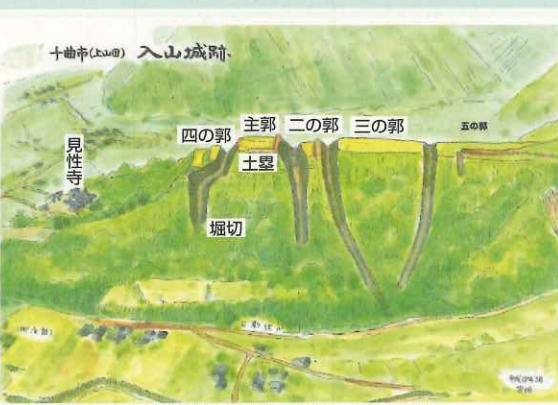 千曲市(上山田) 入山城跡.
四の郭 主郭 二の郭 三の郭 五の郭
見性寺
土塁
堀切